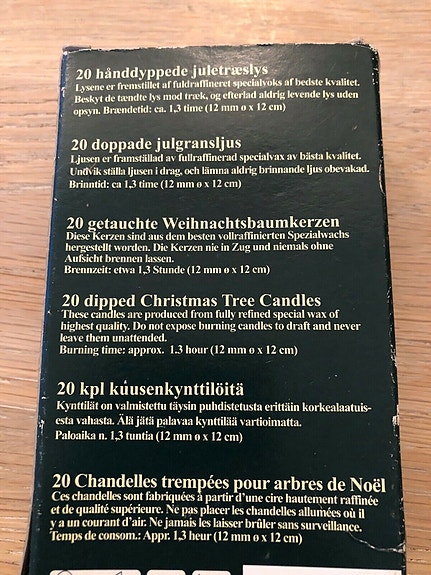 20 hånddyppede juletræslys
Lysene er fremstillet af fuldraffineret specialvoks af bedste kvalitet.
Beskyt de tændte lys mod træk, og efterlad aldrig levende lys uden
opsyn. Brændetid: ca. 1,3 time (12 mm ø x 12 cm)
20 doppade julgransljus
Ljusen er framställad av fullraffinerad specialvax av bästa kvalitet.
Undvik ställa ljusen i drag, och lämna aldrig brinnande ljus obevakad.
Brinntid: ca 1,3 time (12 mm ø x 12 cm)
20 getauchte Weihnachtsbaumkerzen
Diese Kerzen sind aus dem besten vollraffinierten Spezialwachs
hergestellt worden. Die Kerzen nie in Zug und niemals ohne
Aufsicht brennen lassen.
Brennzeit: etwa 1,3 Stunde (12 mm ø x 12 cm)
20 dipped Christmas Tree Candles
These candles are produced from fully refined special wax of
highest quality. Do not expose burning candles to draft and never
leave them unattended.
Burning time: approx. 1.3 hour (12 mm ø x 12 cm)
20 kpl kúusenkynttilöitä
Kynttilät on valmistettu täysin puhdistetusta erittäin korkealaatuis-
esta vahasta. Älä jätä palavaa kynttilää vartioimatta.
Paloaika n. 1,3 tuntia (12 mm ø x 12 cm)
20 Chandelles trempées pour arbres de Noël
Ces chandelles sont fabriquées à partir d'une cire hautement raffinée
et de qualité supérieure. Ne pas placer les chandelles allumées où il
y a un courant d'air. Ne jamais les laisser brûler sans surveillance.
Temps de consom.: Appr. 1,3 heur (12 mm ø x 12 cm)